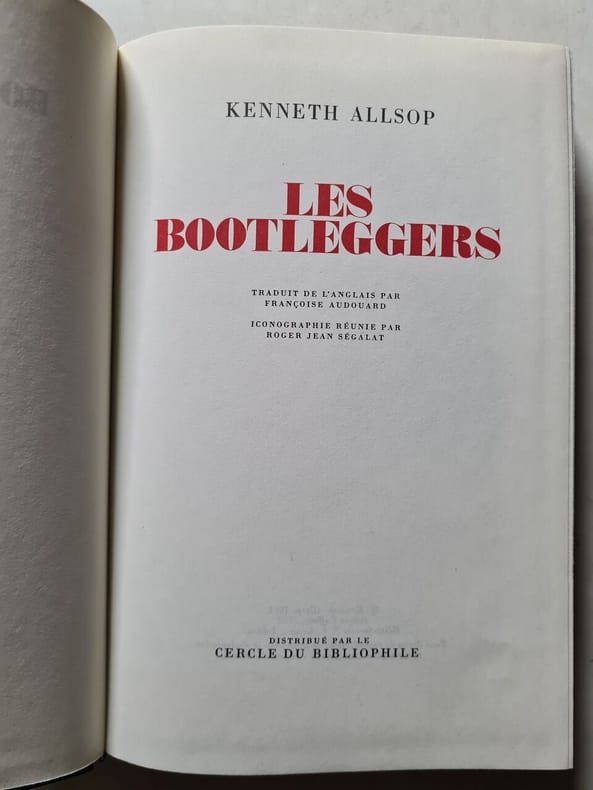 KENNETH ALLSOP
LES
BOOTLEGGERS
TRADUIT DE L'ANGLAIS PAR
FRANÇOISE AUDOUARD
ICONOGRAPHIE RÉUNIE PAR
ROGER JEAN SÉGALAT
DISTRIBUÉ PAR LE
CERCLE DU BIBLIOPHILE